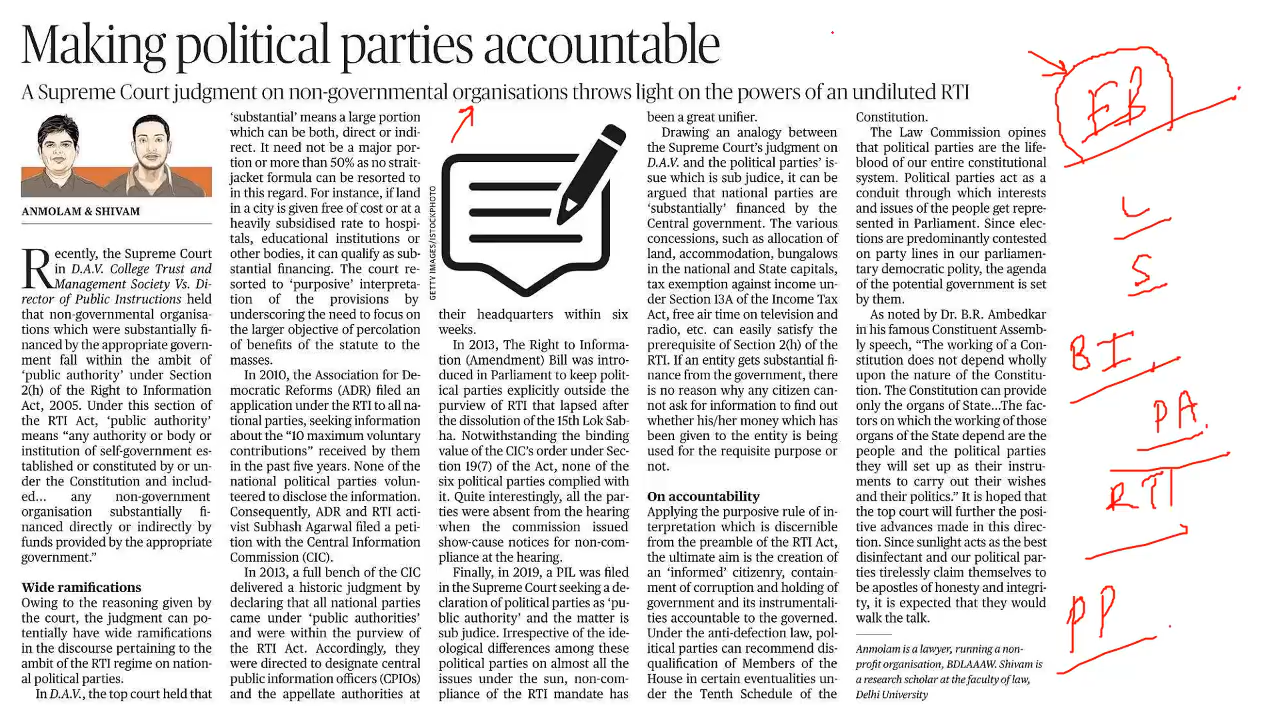 Making political parties accountable
A Supreme Court judgment on non-governmental organisations throws light on the powers of an undiluted RTI
ANMOLAM & SHIVAM
Recently, the Supreme Court
in D.A.V. College Trust and
Management Society Vs. Di-
rector of Public Instructions held
that non-governmental organisa-
tions which were substantially fi-
nanced by the appropriate govern-
ment fall within the ambit of
'public authority' under Section
2(h) of the Right to Information
Act, 2005. Under this section of
the RTI Act, 'public authority'
means “any authority or body or
institution of self-government es-
tablished or constituted by or un-
der the Constitution and includ-
ed... any non-government
organisation substantially fi-
nanced directly or indirectly by
funds provided by the appropriate
government.”
Wide ramifications
Owing to the reasoning given by
the court, the judgment can po-
tentially have wide ramifications
in the discourse pertaining to the
ambit of the RTI regime on nation-
al political parties.
In D.A.V., the top court held that
'substantial' means a large portion
which can be both, direct or indi-
rect. It need not be a major por-
tion or more than 50% as no strait-
jacket formula can be resorted to
in this regard. For instance, if land
in a city is given free of cost or at a
heavily subsidised rate to hospi-
tals, educational institutions or
other bodies, it can qualify as sub-
stantial financing. The court re-
sorted to 'purposive' interpreta-
tion of the provisions by
underscoring the need to focus on
the larger objective of percolation
of benefits of the statute to the
masses.
In 2010, the Association for De-
mocratic Reforms (ADR) filed an
application under the RTI to all na-
tional parties, seeking information
about the “10 maximum voluntary
contributions” received by them
in the past five years. None of the
national political parties volun-
teered to disclose the information.
Consequently, ADR and RTI acti-
vist Subhash Agarwal filed a peti-
tion with the Central Information
Commission (CIC).
In 2013, a full bench of the CIC
delivered a historic judgment by
declaring that all national parties
came under 'public authorities'
and were within the purview of
the RTI Act. Accordingly, they
were directed to designate central
public information officers (CPIOs)
and the appellate authorities at
GETTY IMAGES/ISTOCKPHOTO
their headquarters within six
weeks.
In 2013, The Right to Informa-
tion (Amendment) Bill was intro-
duced in Parliament to keep polit-
ical parties explicitly outside the
purview of RTI that lapsed after
the dissolution of the 15th Lok Sab-
ha. Notwithstanding the binding
value of the CIC's order under Sec-
tion 19(7) of the Act, none of the
six political parties complied with
it. Quite interestingly, all the par-
ties were absent from the hearing
when the commission issued
show-cause notices for non-com-
pliance at the hearing.
Finally, in 2019, a PIL was filed
in the Supreme Court seeking a de-
claration of political parties as 'pu-
blic authority' and the matter is
sub judice. Irrespective of the ide-
ological differences among these
political parties on almost all the
issues under the sun, non-com-
pliance of the RTI mandate has
been a great unifier.
Drawing an analogy between
the Supreme Court's judgment on
D.A.V. and the political parties' is-
sue which is sub judice, it can be
argued that national parties are
'substantially' financed by the
Central government. The various
concessions, such as allocation of
land, accommodation, bungalows
in the national and State capitals,
tax exemption against income un-
der Section 13A of the Income Tax
Act, free air time on television and
radio, etc. can easily satisfy the
prerequisite of Section 2(h) of the
RTI. If an entity gets substantial fi-
nance from the government, there
is no reason why any citizen can-
not ask for information to find out
whether his/her money which has
been given to the entity is being
used for the requisite purpose or
not.
On accountability
Applying the purposive rule of in-
terpretation which is discernible
from the preamble of the RTI Act,
the ultimate aim is the creation of
an 'informed' citizenry, contain-
ment of corruption and holding of
government and its instrumentali-
ties accountable to the governed.
Under the anti-defection law, pol-
itical parties can recommend dis-
qualification of Members of the
House in certain eventualities un-
der the Tenth Schedule of the
Constitution.
The Law Commission opines
that political parties are the life-
blood of our entire constitutional
system. Political parties act as a
conduit through which interests
and issues of the people get repre-
sented in Parliament. Since elec-
tions are predominantly contested
on party lines in our parliamen-
tary democratic polity, the agenda
of the potential government is set
by them.
As noted by Dr. B.R. Ambedkar
in his famous Constituent Assemb-
ly speech, “The working of a Con-
stitution does not depend wholly
upon the nature of the Constitu-
tion. The Constitution can provide
only the organs of State...The fac-
tors on which the working of those
organs of the State depend are the
people and the political parties
they will set up as their instru-
ments to carry out their wishes
and their politics.” It is hoped that
the top court will further the posi-
tive advances made in this direc-
tion. Since sunlight acts as the best
disinfectant and our political par-
ties tirelessly claim themselves to
be apostles of honesty and integri-
ty, it is expected that they would
walk the talk.
Anmolam is a lawyer, running a non-
profit organisation, BDLAAAW. Shivam is
a research scholar at the faculty of law,
Delhi University
EB
L
S
BI
PA
RTI
PP